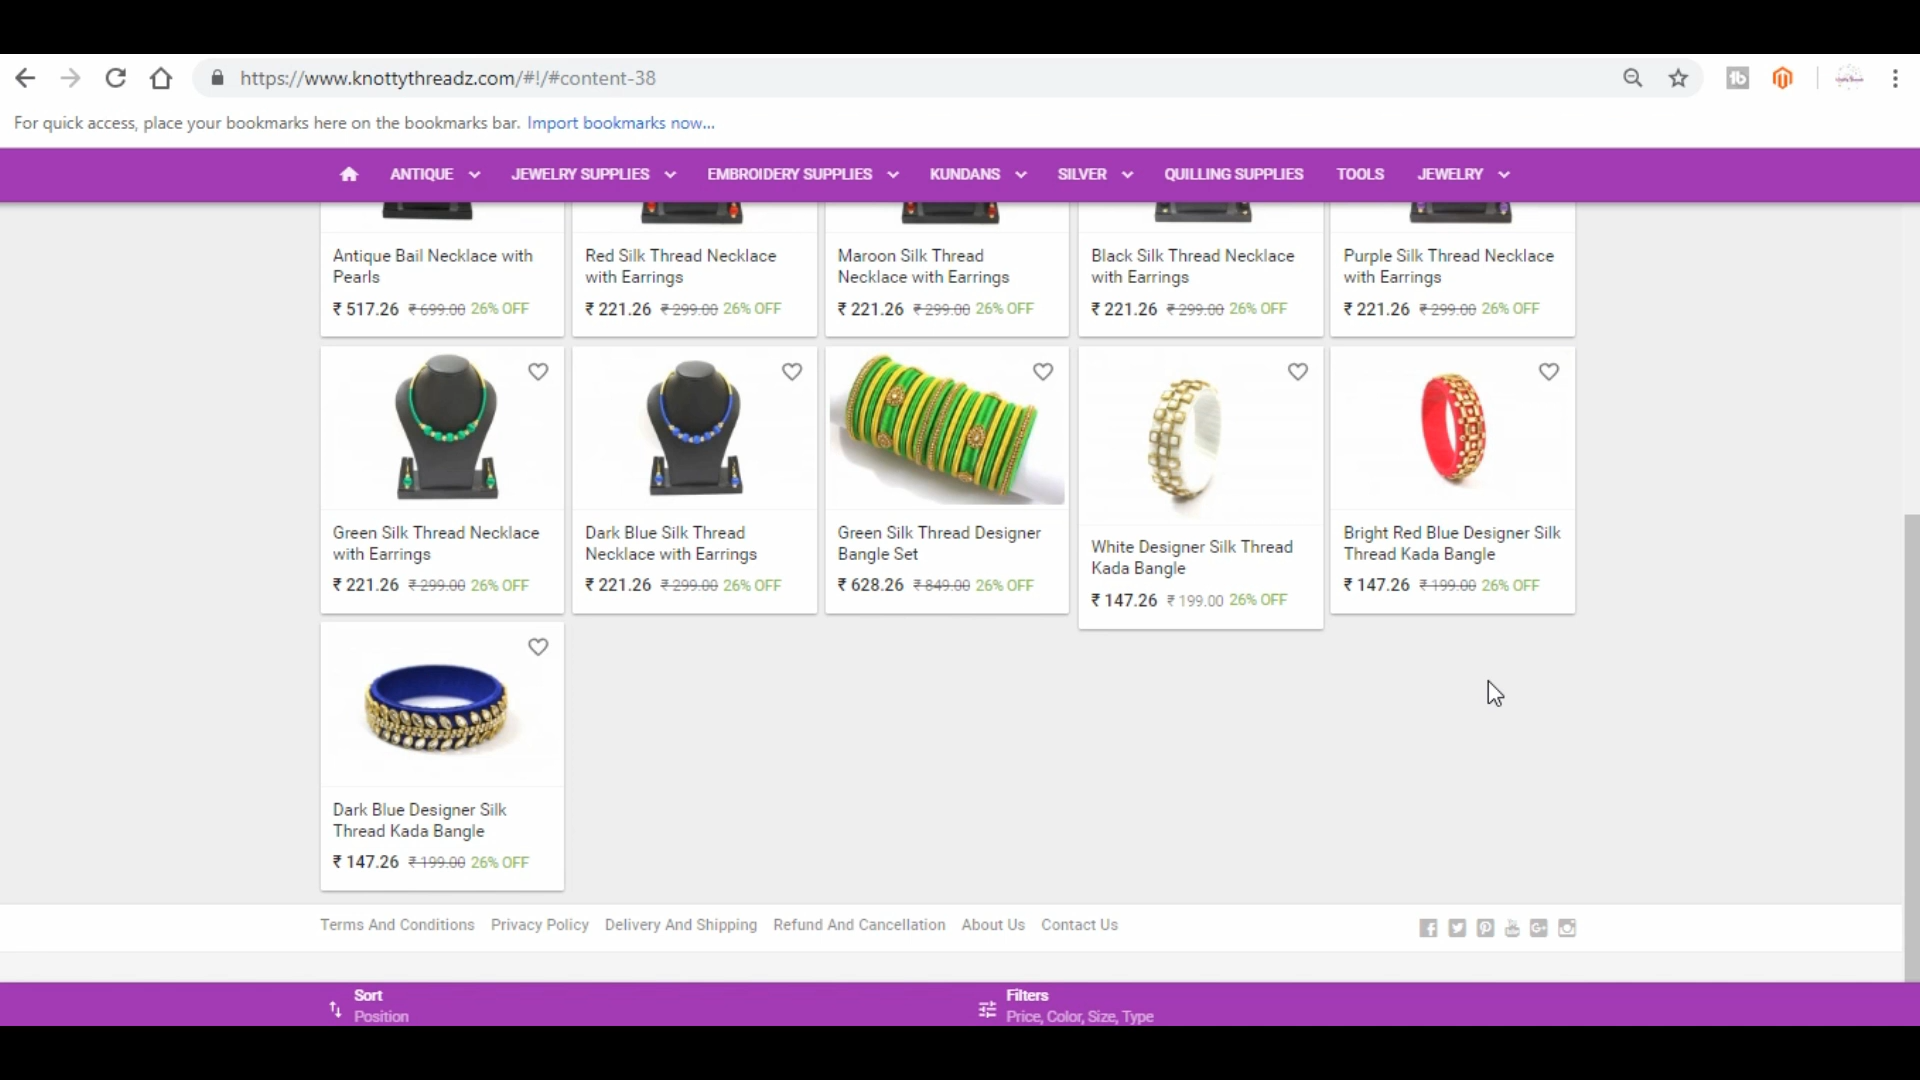 https://www.knottythreadz.com/#!/#content-38
For quick access, place your bookmarks here on the bookmarks bar. Import bookmarks now...
ANTIQUE JEWELRY SUPPLIES EMBROIDERY SUPPLIES KUNDANS SILVER QUILLING SUPPLIES TOOLS JEWELRY
Antique Bail Necklace with
Pearls
₹ 517.26 ₹ 699.00 26% OFF
Red Silk Thread Necklace
with Earrings
₹ 221.26 ₹ 299.00 26% OFF
Maroon Silk Thread
Necklace with Earrings
₹ 221.26 ₹ 299.00 26% OFF
Black Silk Thread Necklace
with Earrings
₹ 221.26 ₹ 299.00 26% OFF
Purple Silk Thread Necklace
with Earrings
₹ 221.26 ₹ 299.00 26% OFF
Green Silk Thread Necklace
with Earrings
₹ 221.26 ₹ 299.00 26% OFF
Dark Blue Silk Thread
Necklace with Earrings
₹ 221.26 ₹ 299.00 26% OFF
Green Silk Thread Designer
Bangle Set
₹ 628.26 ₹ 849.00 26% OFF
White Designer Silk Thread
Kada Bangle
₹ 147.26 ₹ 199.00 26% OFF
Bright Red Blue Designer Silk
Thread Kada Bangle
₹ 147.26 ₹ 199.00 26% OFF
Dark Blue Designer Silk
Thread Kada Bangle
₹ 147.26 ₹ 199.00 26% OFF
Terms And Conditions Privacy Policy Delivery And Shipping Refund And Cancellation About Us Contact Us
Sort
Position
Filters
Price, Color, Size, Type